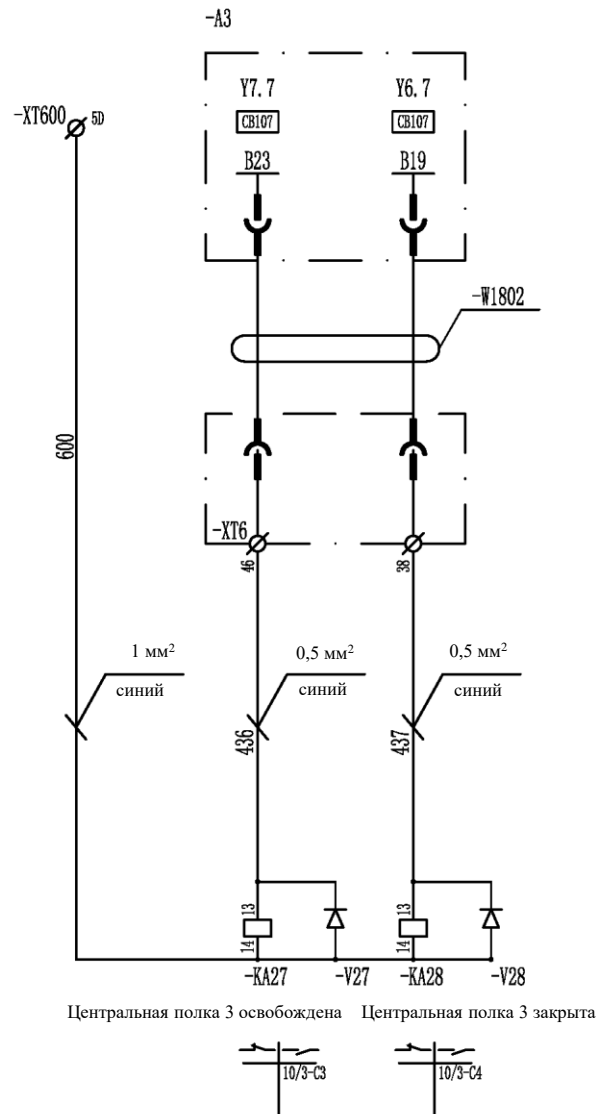 -A3
Y7.7 Y6.7
-XT600 5D
CB107 CB107
B23 B19
-W1802
600
-XT6
46 38
1 мм² 0,5 мм² 0,5 мм²
синий синий синий
436 437
13 13
14 14
-KA27 -V27 -KA28 -V28
Центральная полка 3 освобождена Центральная полка 3 закрыта
10/3-C3 10/3-C4